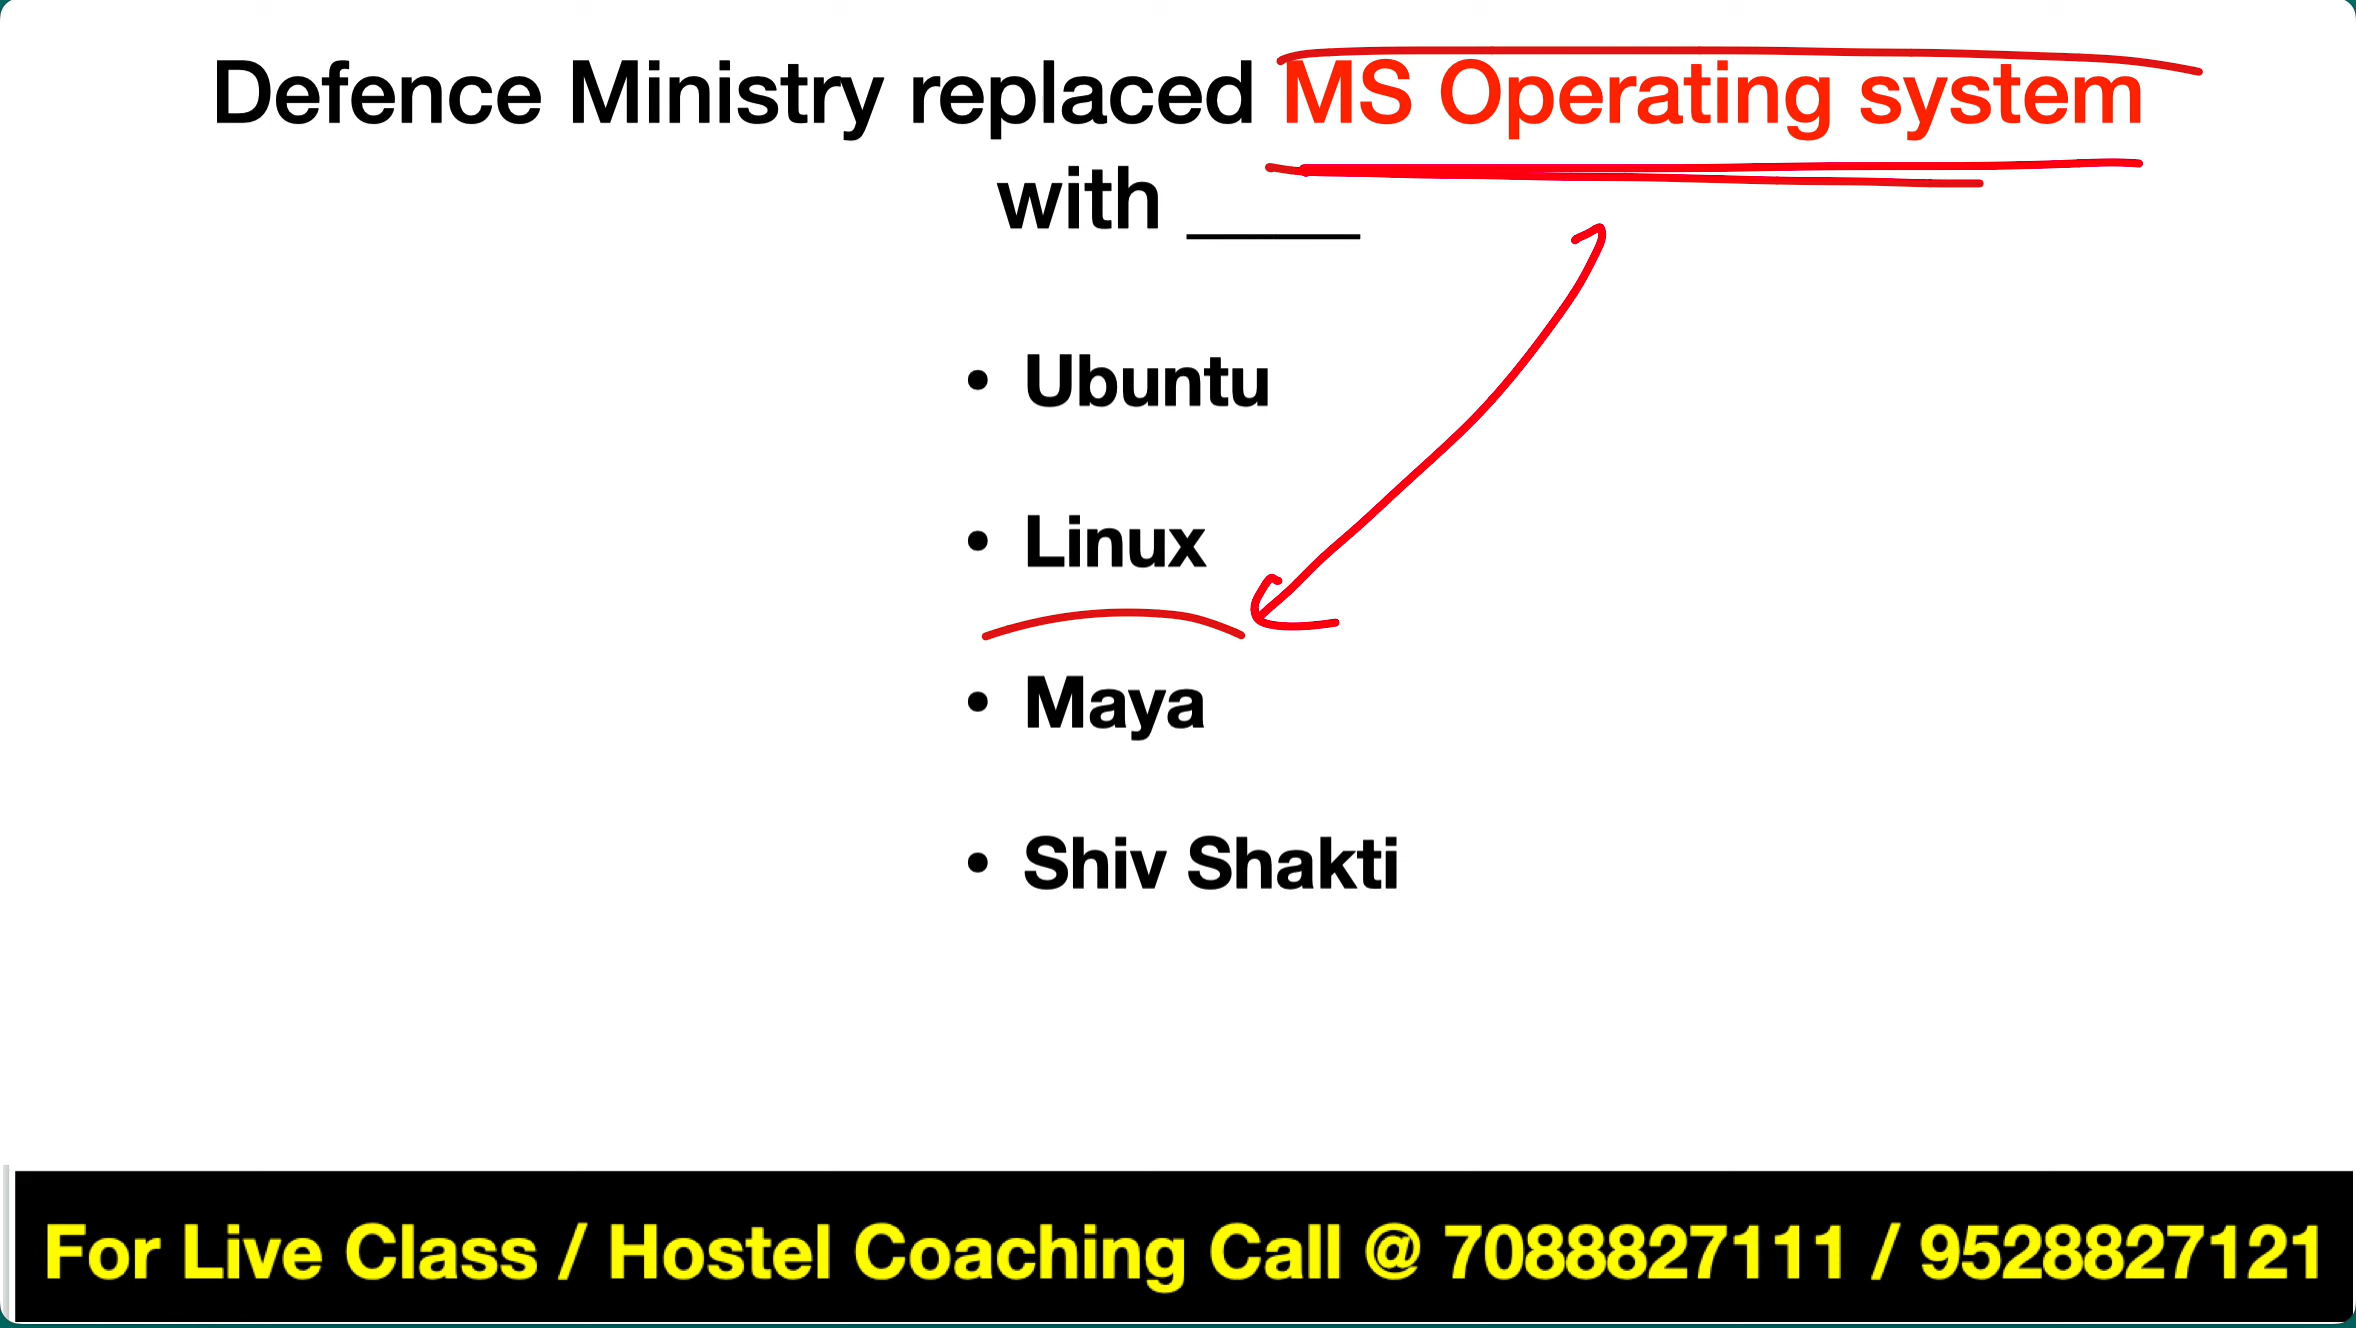 Defence Ministry replaced MS Operating system
with _____
• Ubuntu
• Linux
• Maya
• Shiv Shakti
For Live Class / Hostel Coaching Call @ 7088827111 / 9528827121